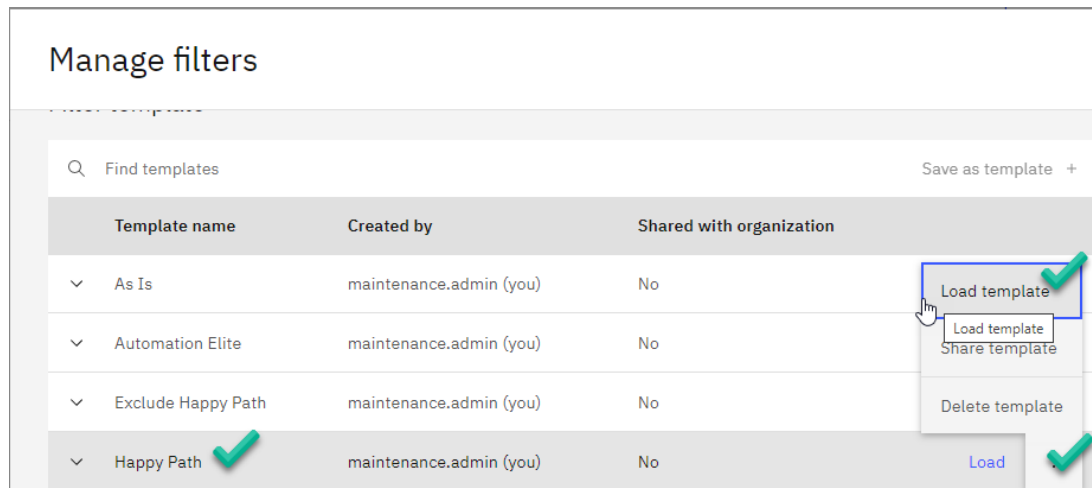 Manage filters
Find templates
Save as template +
Template name Created by Shared with organization
As Is maintenance.admin (you) No
Load template
Load template
Automation Elite maintenance.admin (you) No
Share template
Exclude Happy Path maintenance.admin (you) No
Delete template
Happy Path maintenance.admin (you) No Load